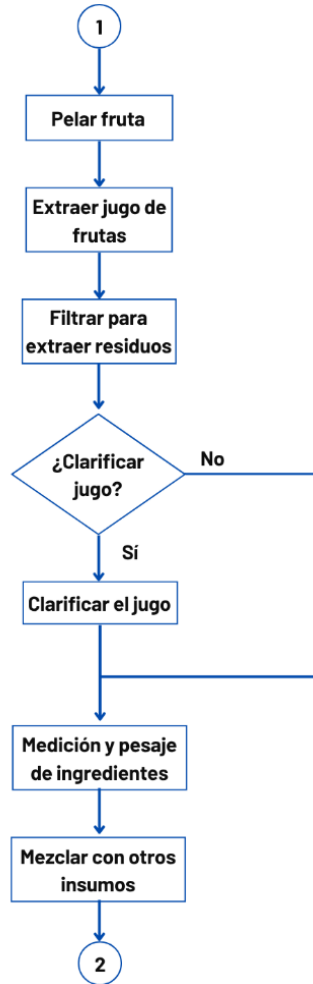 1
Pelar fruta
Extraer jugo de
frutas
Filtrar para
extraer residuos
¿Clarificar
jugo?
No
Sí
Clarificar el jugo
Medición y pesaje
de ingredientes
Mezclar con otros
insumos
2